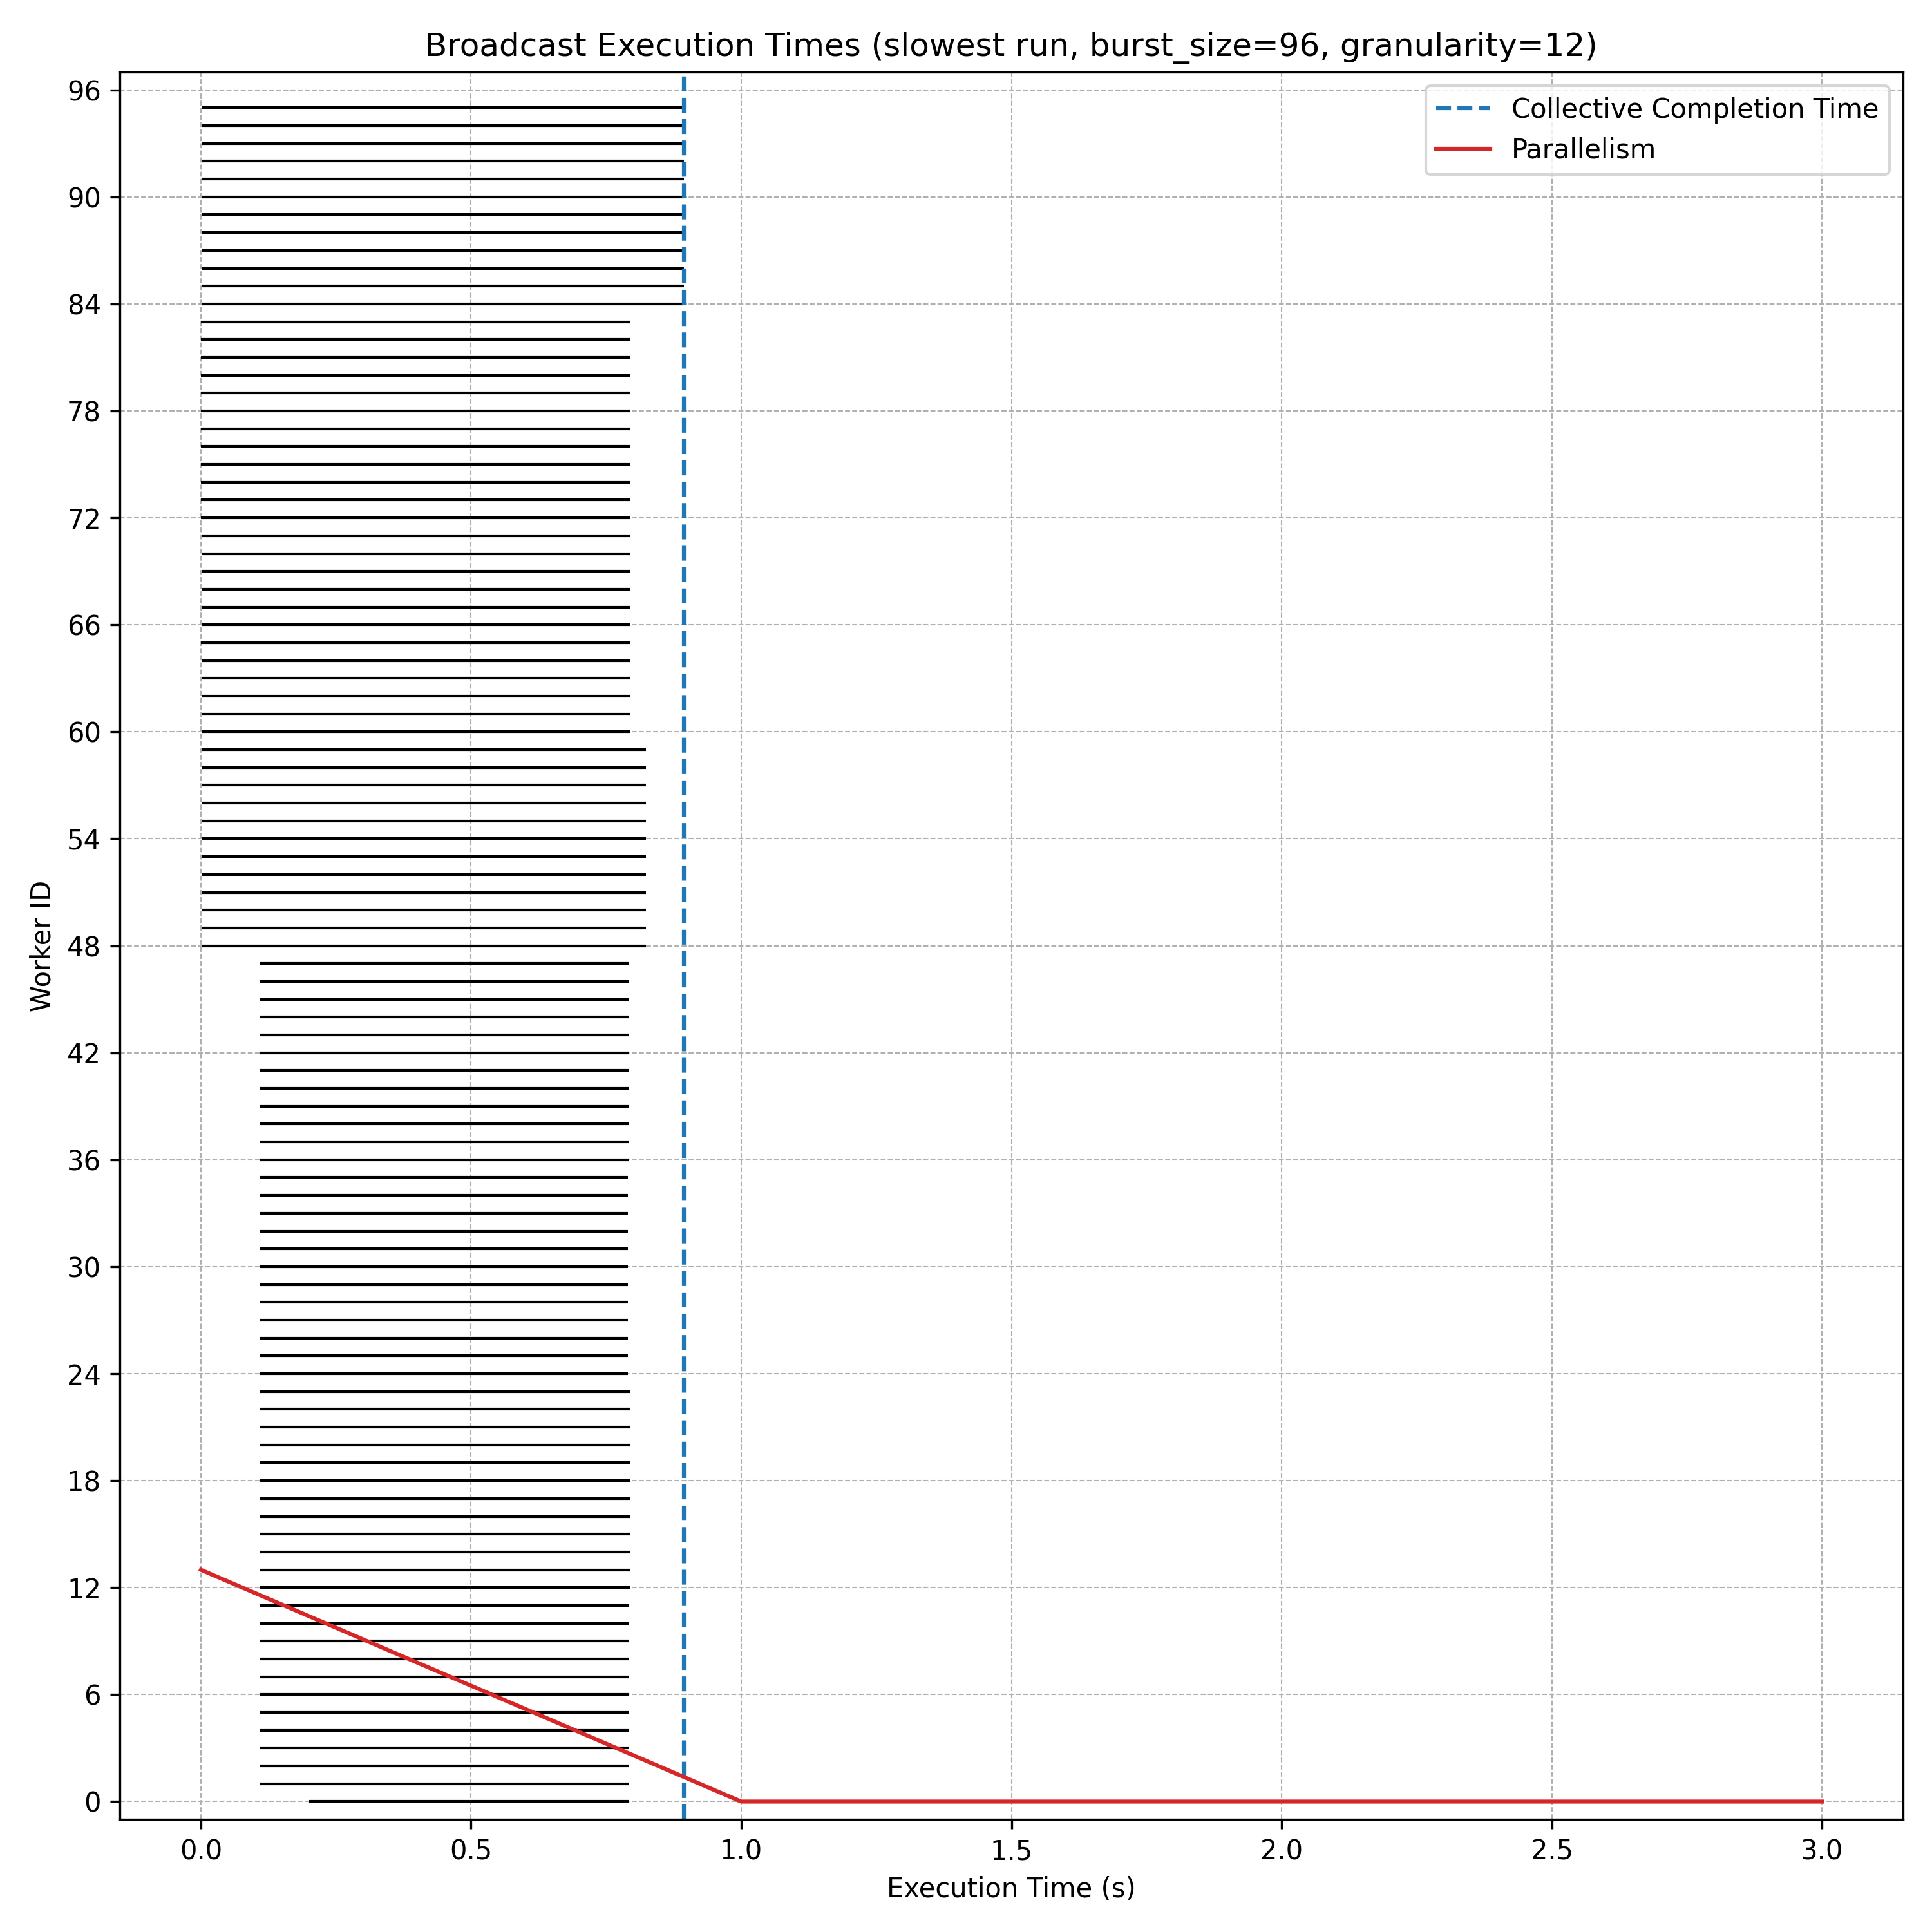 Broadcast Execution Times (slowest run, burst_size=96, granularity=12)
Collective Completion Time
Parallelism
96
90
84
78
72
66
60
54
48
42
36
30
24
18
12
6
0
Worker ID
0.0 0.5 1.0 1.5 2.0 2.5 3.0
Execution Time (s)